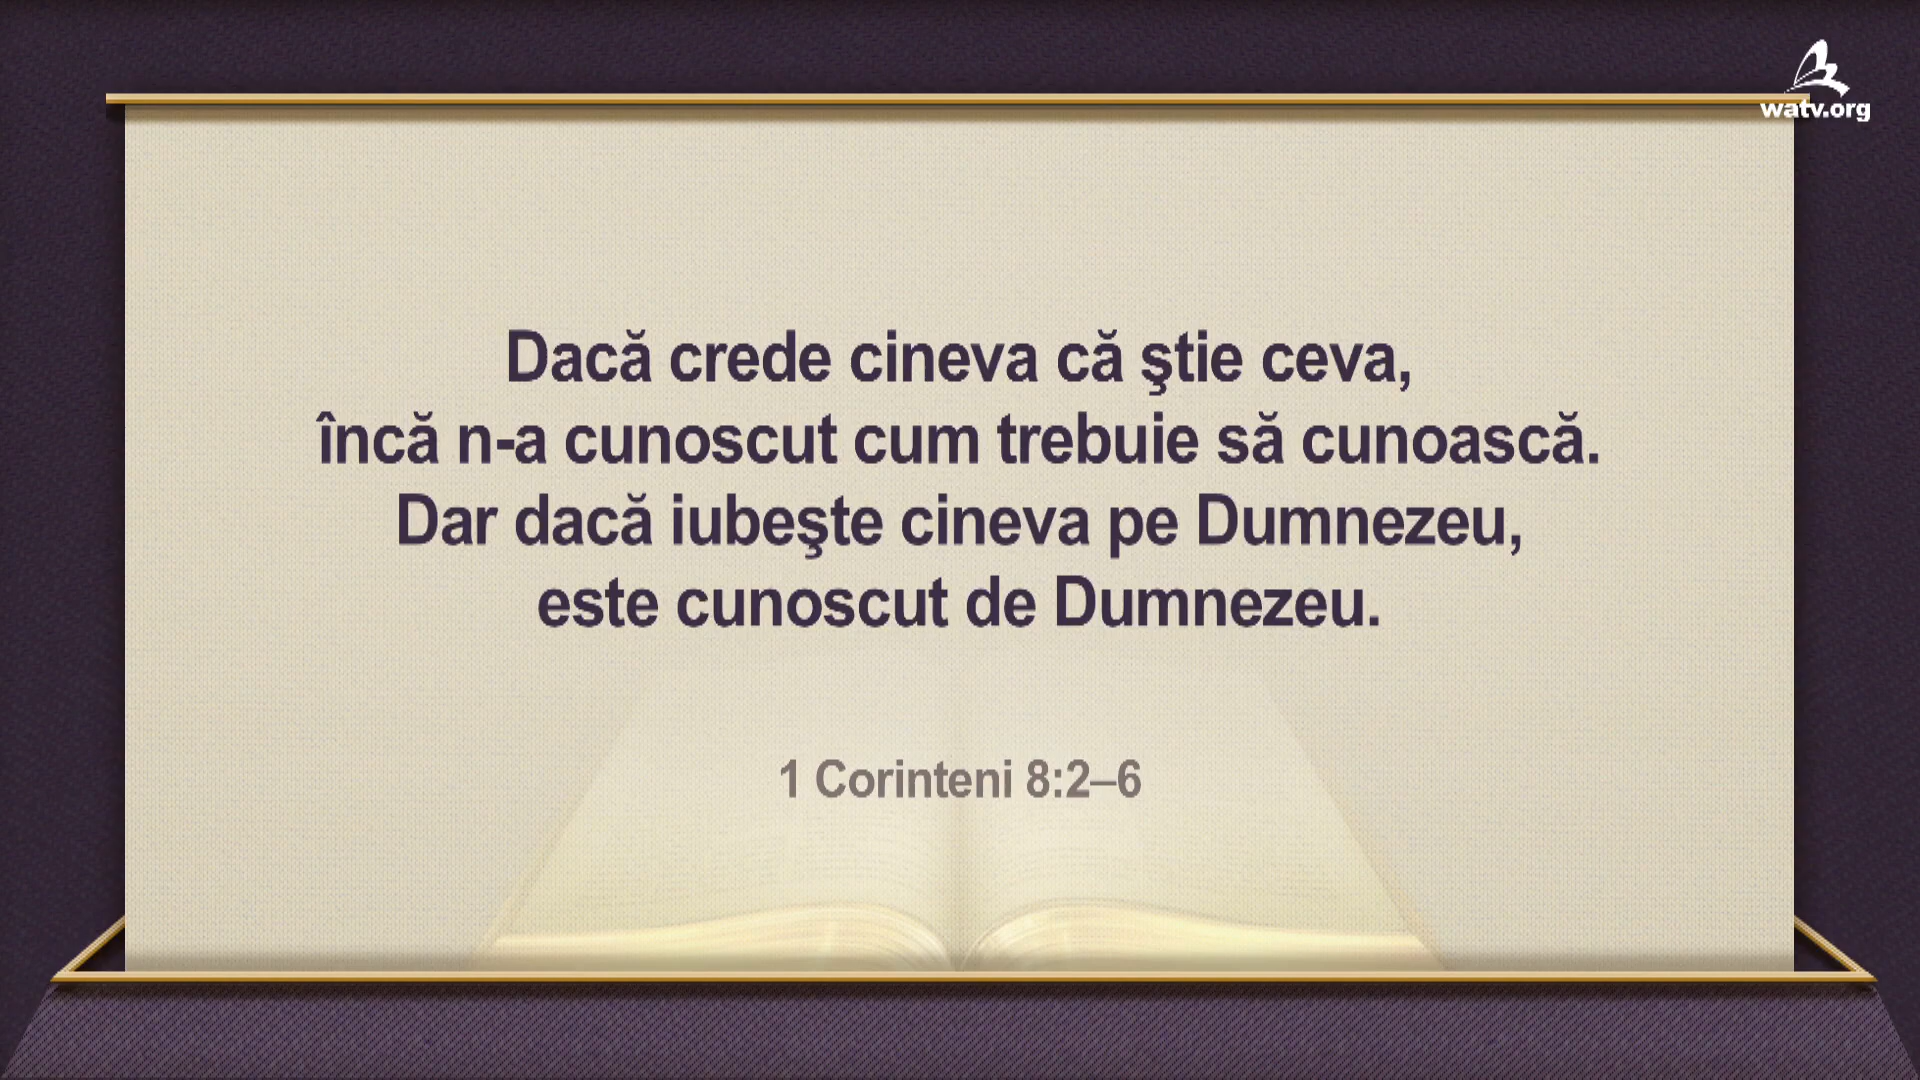 watv.org
Dacă crede cineva că ştie ceva,
încă n-a cunoscut cum trebuie să cunoască.
Dar dacă iubeşte cineva pe Dumnezeu,
este cunoscut de Dumnezeu.
1 Corinteni 8:2–6